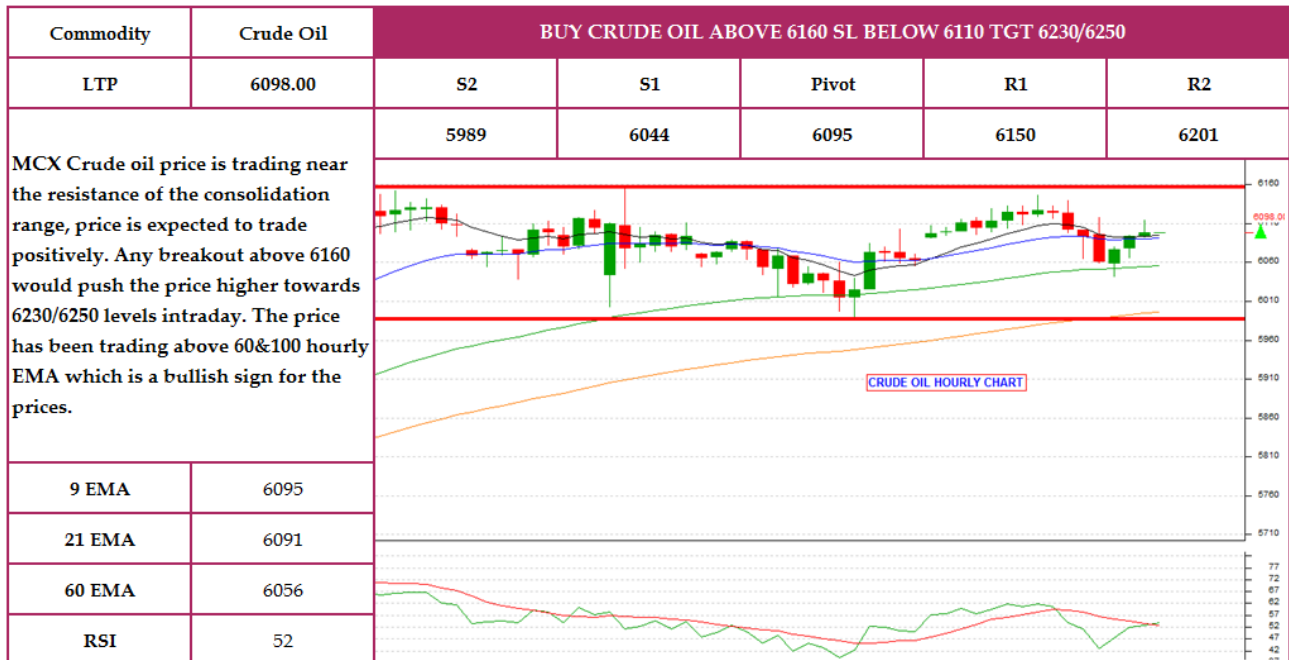 Commodity
Crude Oil
BUY CRUDE OIL ABOVE 6160 SL BELOW 6110 TGT 6230/6250
LTP
6098.00
S2
S1
Pivot
R1
R2
5989
6044
6095
6150
6201
MCX Crude oil price is trading near
the resistance of the consolidation
range, price is expected to trade
positively. Any breakout above 6160
would push the price higher towards
6230/6250 levels intraday. The price
has been trading above 60&100 hourly
EMA which is a bullish sign for the
prices.
6160
6098.00
6060
6010
5960
5910
5860
5810
5760
5710
CRUDE OIL HOURLY CHART
9 EMA
6095
21 EMA
6091
60 EMA
6056
RSI
52
77
72
67
62
57
52
47
42